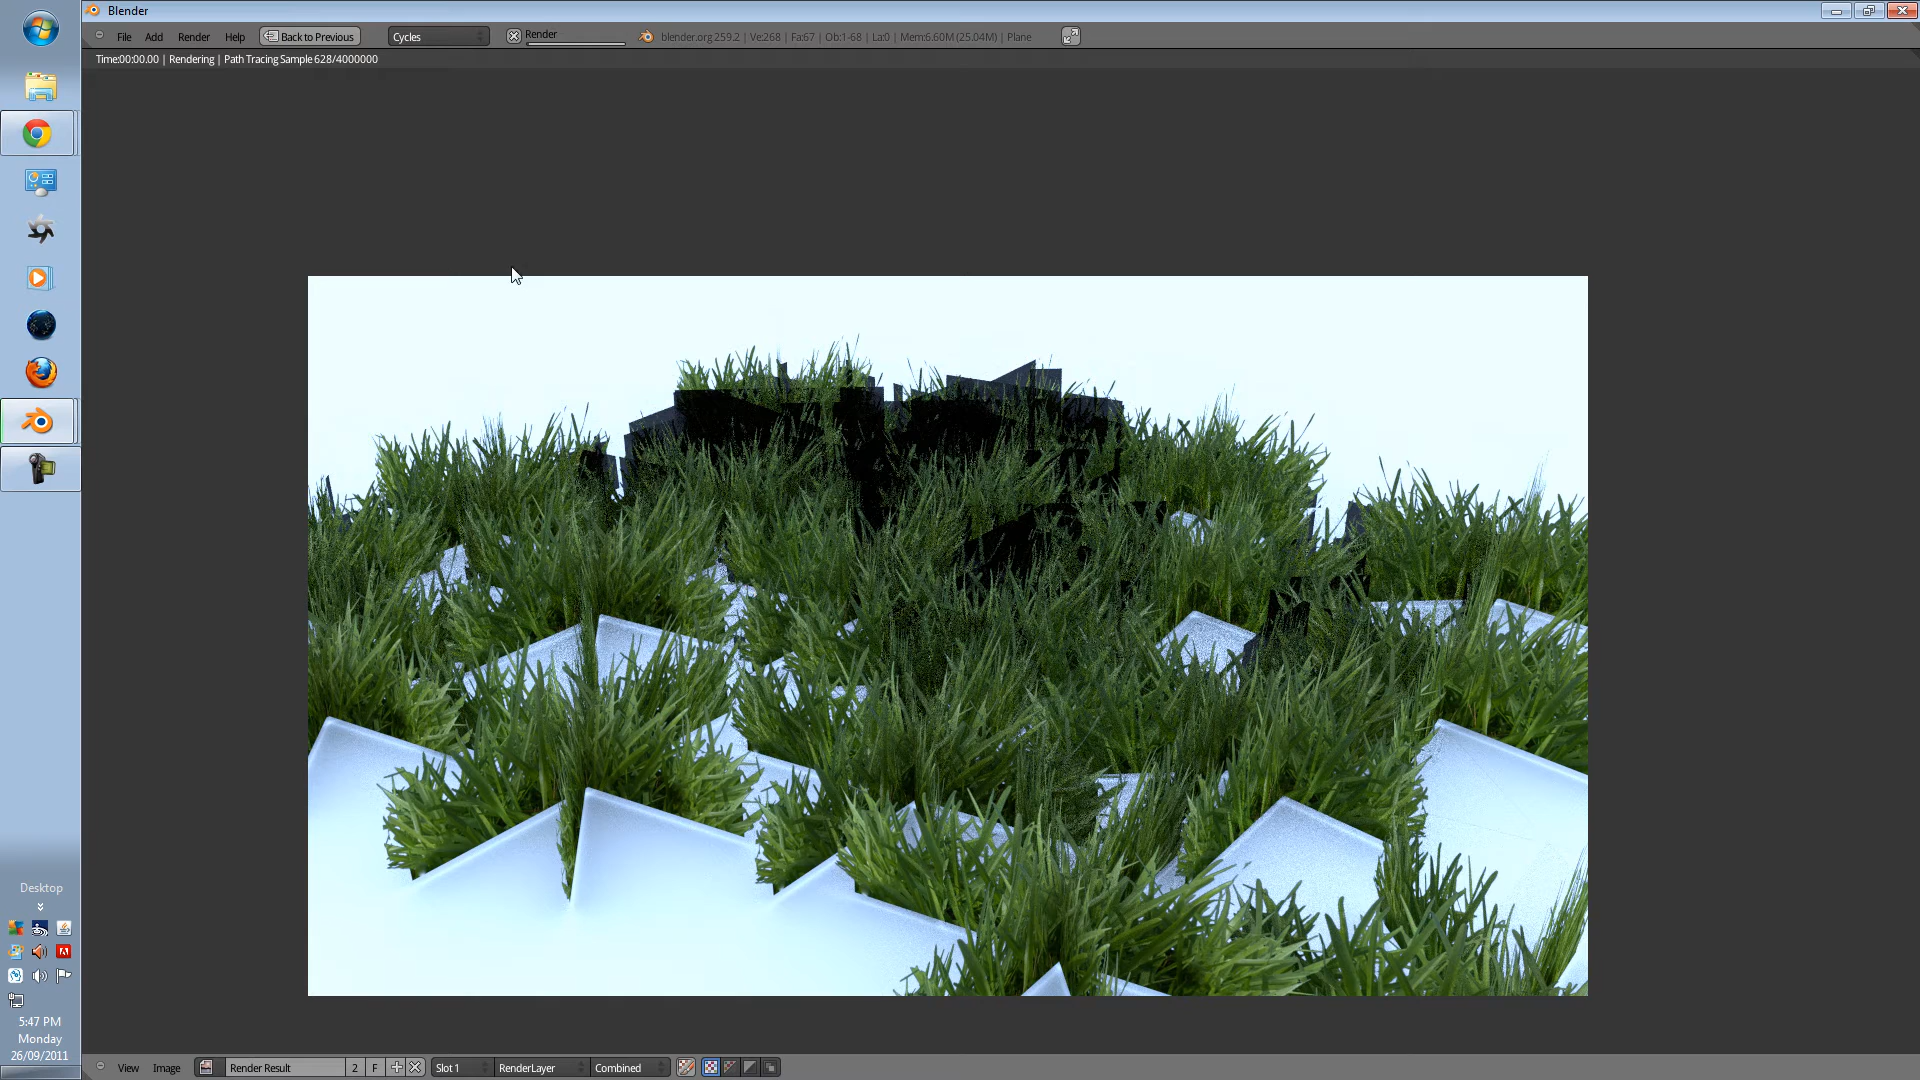 Blender
File Add Render Help Back to Previous Cycles Render blender.org 259.2 | Ve:268 | Fa:67 | Ob:1-68 | La:0 | Mem:6.60M (25.04M) | Plane
Time:00:00.00 | Rendering | Path Tracing Sample 628/4000000
Desktop
5:47 PM
Monday
26/09/2011
View Image Render Result 2 F Slot 1 RenderLayer Combined